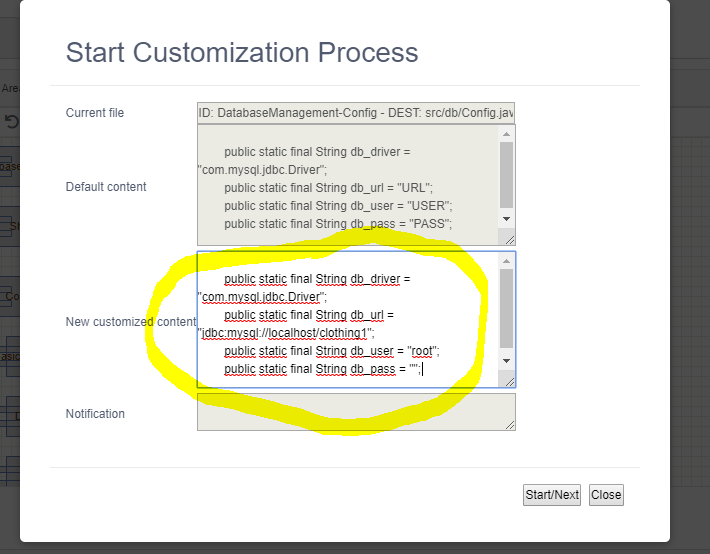 Start Customization Process
Current file
ID: DatabaseManagement-Config - DEST: src/db/Config.jav
Default content
public static final String db_driver =
"com.mysql.jdbc.Driver";
public static final String db_url = "URL";
public static final String db_user = "USER";
public static final String db_pass = "PASS";
New customized content
public static final String db_driver =
"com.mysql.jdbc.Driver";
public static final String db_url =
"jdbc:mysql://localhost/clothing1";
public static final String db_user = "root";
public static final String db_pass = "";
Notification
Start/Next
Close
Area